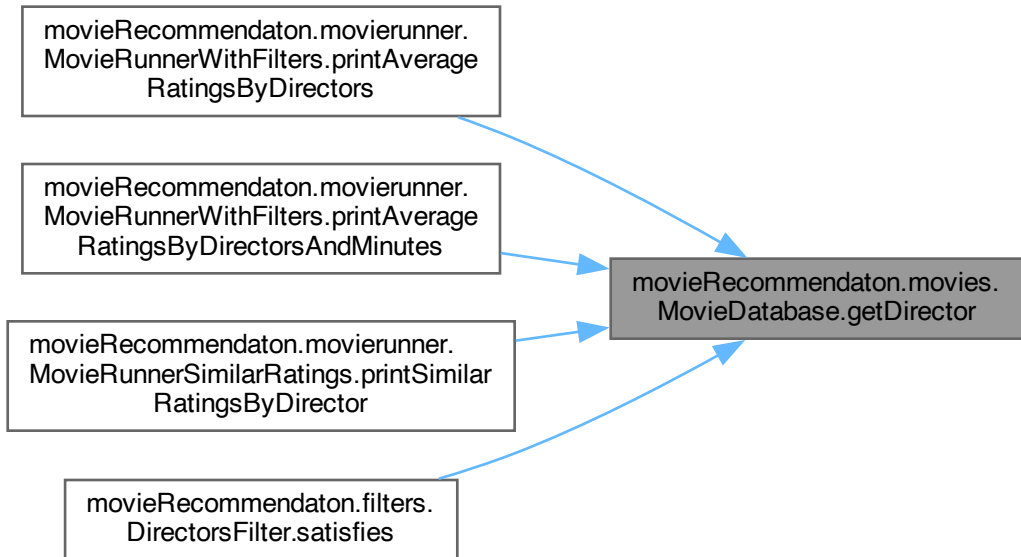 movieRecommendaton.movierunner.
MovieRunnerWithFilters.printAverage
RatingsByDirectors
movieRecommendaton.movierunner.
MovieRunnerWithFilters.printAverage
RatingsByDirectorsAndMinutes
movieRecommendaton.movies.
MovieDatabase.getDirector
movieRecommendaton.movierunner.
MovieRunnerSimilarRatings.printSimilar
RatingsByDirector
movieRecommendaton.filters.
DirectorsFilter.satisfies